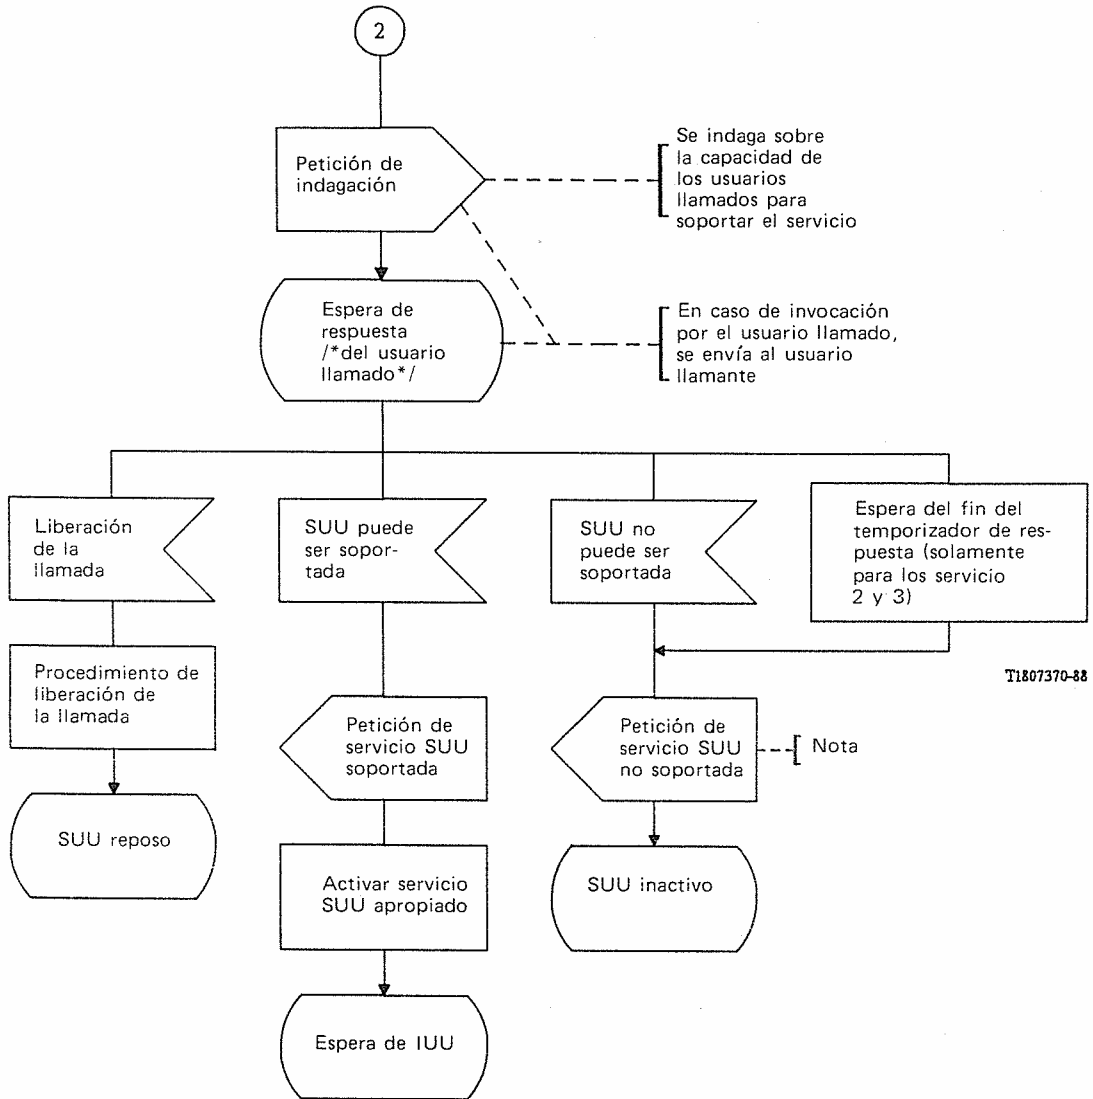 2
Petición de
indagación
Se indaga sobre
la capacidad de
los usuarios
llamados para
soportar el servicio
Espera de
respuesta
/*del usuario
llamado*/
En caso de invocación
por el usuario llamado,
se envía al usuario
llamante
Liberación
de la
llamada
SUU puede
ser sopor-
tada
SUU no
puede ser
soportada
Espera del fin del
temporizador de res-
puesta (solamente
para los servicio
2 y 3)
Procedimiento de
liberación de
la llamada
T1807370-88
Petición de
servicio SUU
soportada
Petición de
servicio SUU
no soportada
Nota
SUU reposo
Activar servicio
SUU apropiado
SUU inactivo
Espera de IUU